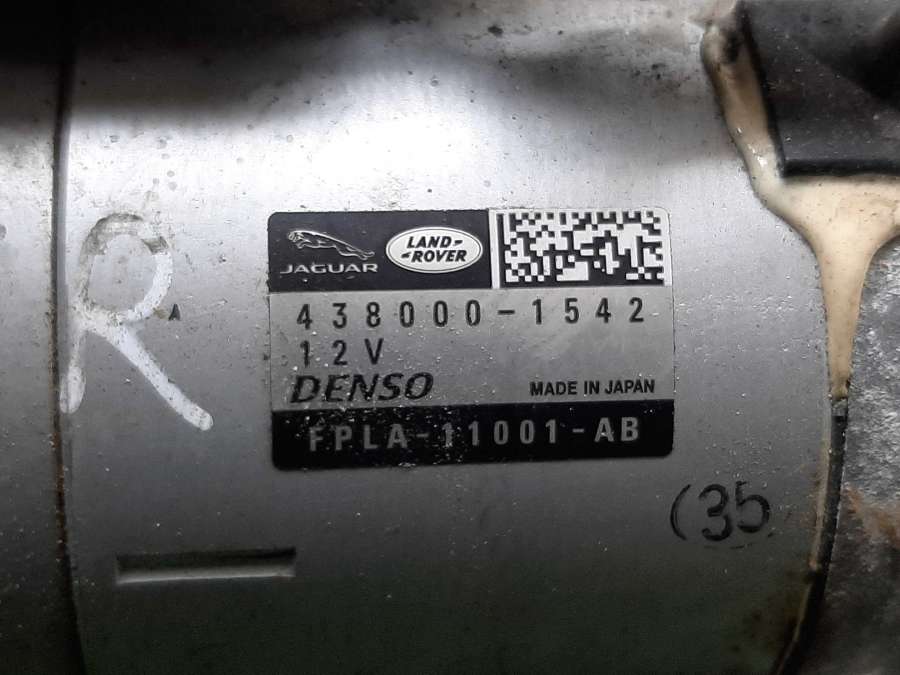 R
A
JAGUAR LAND-ROVER
438000-1542
12V
DENSO MADE IN JAPAN
FPLA-11001-AB
(35